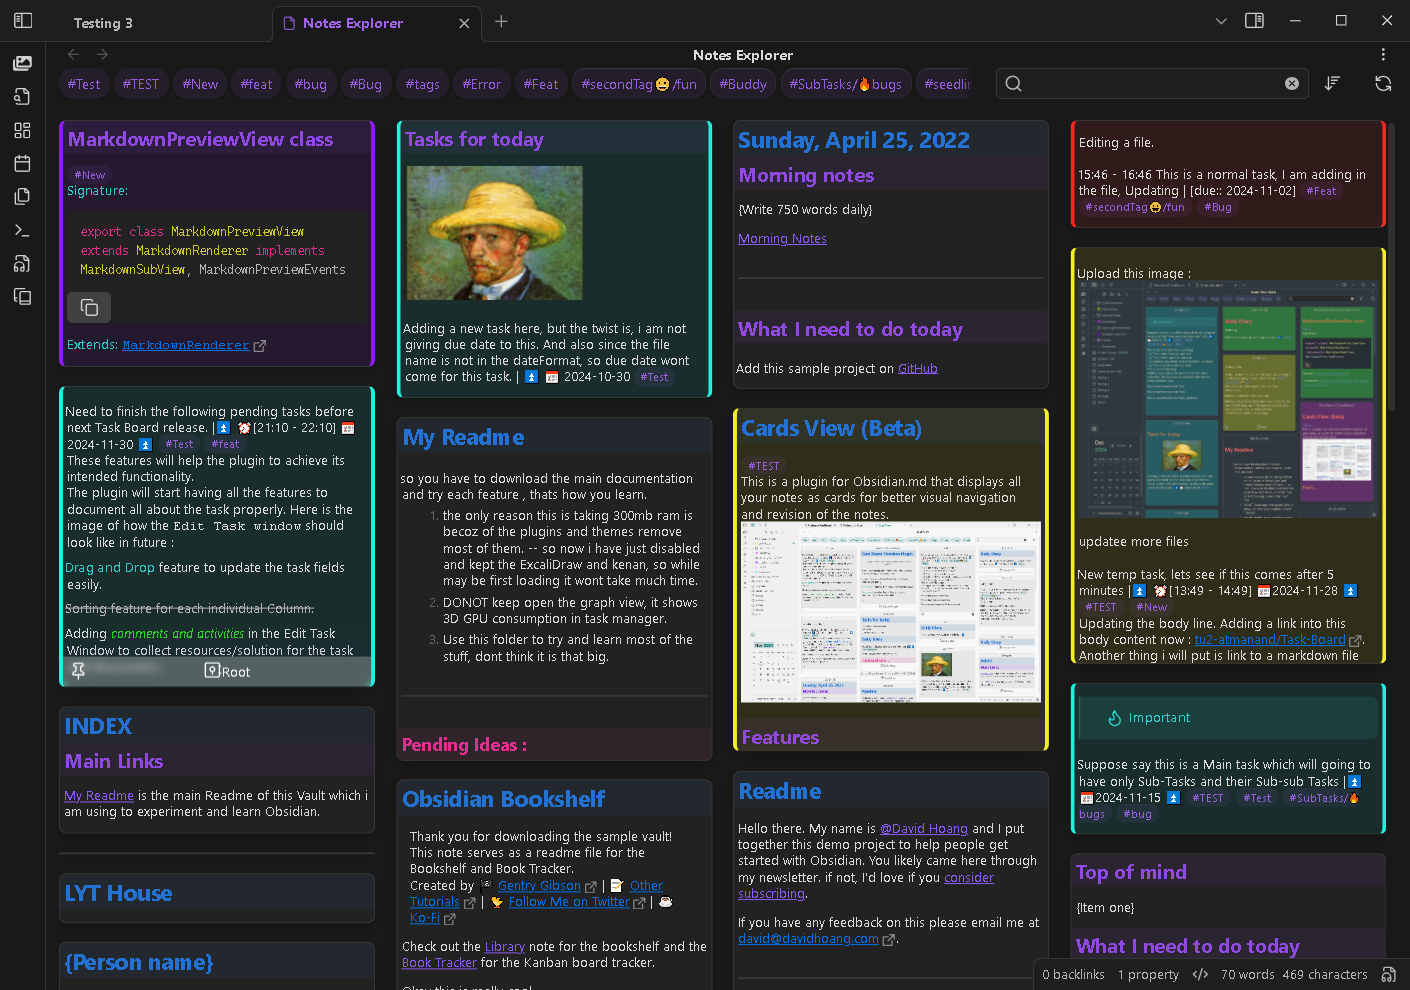 Testing 3
Notes Explorer
Notes Explorer
#Test #TEST #New #feat #bug #Bug #tags #Error #Feat #secondTag😀/fun #Buddy #SubTasks/🔥bugs #seedlin
MarkdownPreviewView class
#New
Signature:
export class MarkdownPreviewView
extends MarkdownRenderer implements
MarkdownSubView, MarkdownPreviewEvents
Extends: MarkdownRenderer
Need to finish the following pending tasks before
next Task Board release. |⏫ ⏰[21:10 - 22:10] 📅
2024-11-30 ⏫ #Test #feat
These features will help the plugin to achieve its
intended functionality.
The plugin will start having all the features to
document all about the task properly. Here is the
image of how the Edit Task window should
look like in future :
Drag and Drop feature to update the task fields
easily.
Sorting feature for each individual Column.
Adding comments and activities in the Edit Task
Window to collect resources/solution for the task
Root
INDEX
Main Links
My Readme is the main Readme of this Vault which i
am using to experiment and learn Obsidian.
LYT House
{Person name}
Tasks for today
Adding a new task here, but the twist is, i am not
giving due date to this. And also since the file
name is not in the dateFormat, so due date wont
come for this task. | ⏫ 📅 2024-10-30 #Test
My Readme
so you have to download the main documentation
and try each feature , thats how you learn.
1. the only reason this is taking 300mb ram is
becoz of the plugins and themes remove
most of them. -- so now i have just disabled
and kept the ExcaliDraw and kenan, so while
may be first loading it wont take much time.
2. DONOT keep open the graph view, it shows
3D GPU consumption in task manager.
3. Use this folder to try and learn most of the
stuff, dont think it is that big.
Pending Ideas :
Obsidian Bookshelf
Thank you for downloading the sample vault!
This note serves as a readme file for the
Bookshelf and Book Tracker.
Created by Gentry Gibson | 📝 Other
Tutorials | 🐤 Follow Me on Twitter | ☕
Ko-Fi
Check out the Library note for the bookshelf and the
Book Tracker for the Kanban board tracker.
Sunday, April 25, 2022
Morning notes
{Write 750 words daily}
Morning Notes
What I need to do today
Add this sample project on GitHub
Cards View (Beta)
#TEST
This is a plugin for Obsidian.md that displays all
your notes as cards for better visual navigation
and revision of the notes.
Features
Readme
Hello there. My name is @David Hoang and I put
together this demo project to help people get
started with Obsidian. You likely came here through
my newsletter. if not, I'd love if you consider
subscribing.
If you have any feedback on this please email me at
david@davidhoang.com.
Editing a file.
15:46 - 16:46 This is a normal task, I am adding in
the file, Updating | [due:: 2024-11-02] #Feat
#secondTag😀/fun #Bug
Upload this image :
updatee more files
New temp task, lets see if this comes after 5
minutes |⏫ ⏰[13:49 - 14:49] 📅2024-11-28 ⏫
#TEST #New
Updating the body line. Adding a link into this
body content now : tu2-atmanand/Task-Board.
Another thing i will put is link to a markdown file
Important
Suppose say this is a Main task which will going to
have only Sub-Tasks and their Sub-sub Tasks |⏫
📅2024-11-15 ⏫ #TEST #Test #SubTasks/🔥
bugs #bug
Top of mind
{Item one}
What I need to do today
0 backlinks 1 property 70 words 469 characters